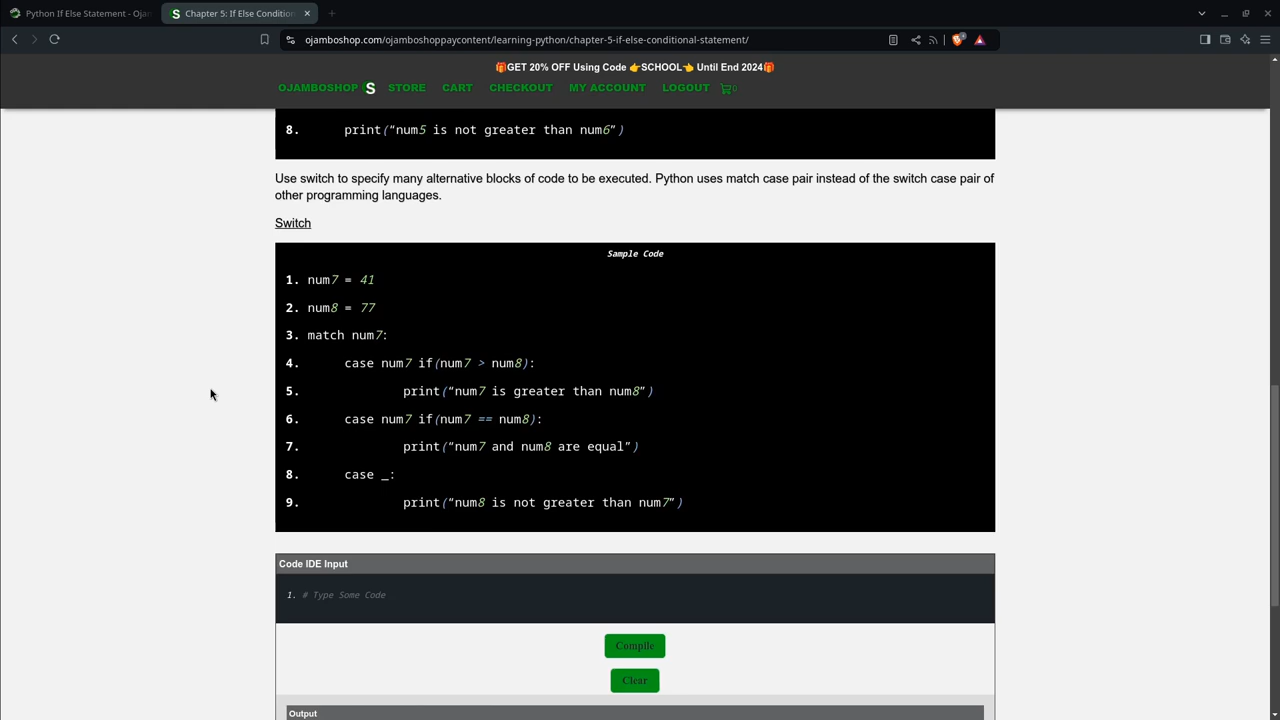 Python If Else Statement - Ojam
Chapter 5: If Else Condition
ojamboshop.com/ojamboshoppaycontent/learning-python/chapter-5-if-else-conditional-statement/
🎁GET 20% OFF Using Code 👉SCHOOL👈 Until End 2024🎁
OJAMBOSHOP S STORE CART CHECKOUT MY ACCOUNT LOGOUT 0
8. print(“num5 is not greater than num6”)
Use switch to specify many alternative blocks of code to be executed. Python uses match case pair instead of the switch case pair of
other programming languages.
Switch
Sample Code
1. num7 = 41
2. num8 = 77
3. match num7:
4. case num7 if(num7 > num8):
5. print(“num7 is greater than num8”)
6. case num7 if(num7 == num8):
7. print(“num7 and num8 are equal”)
8. case _:
9. print(“num8 is not greater than num7”)
Code IDE Input
1. # Type Some Code
Compile
Clear
Output